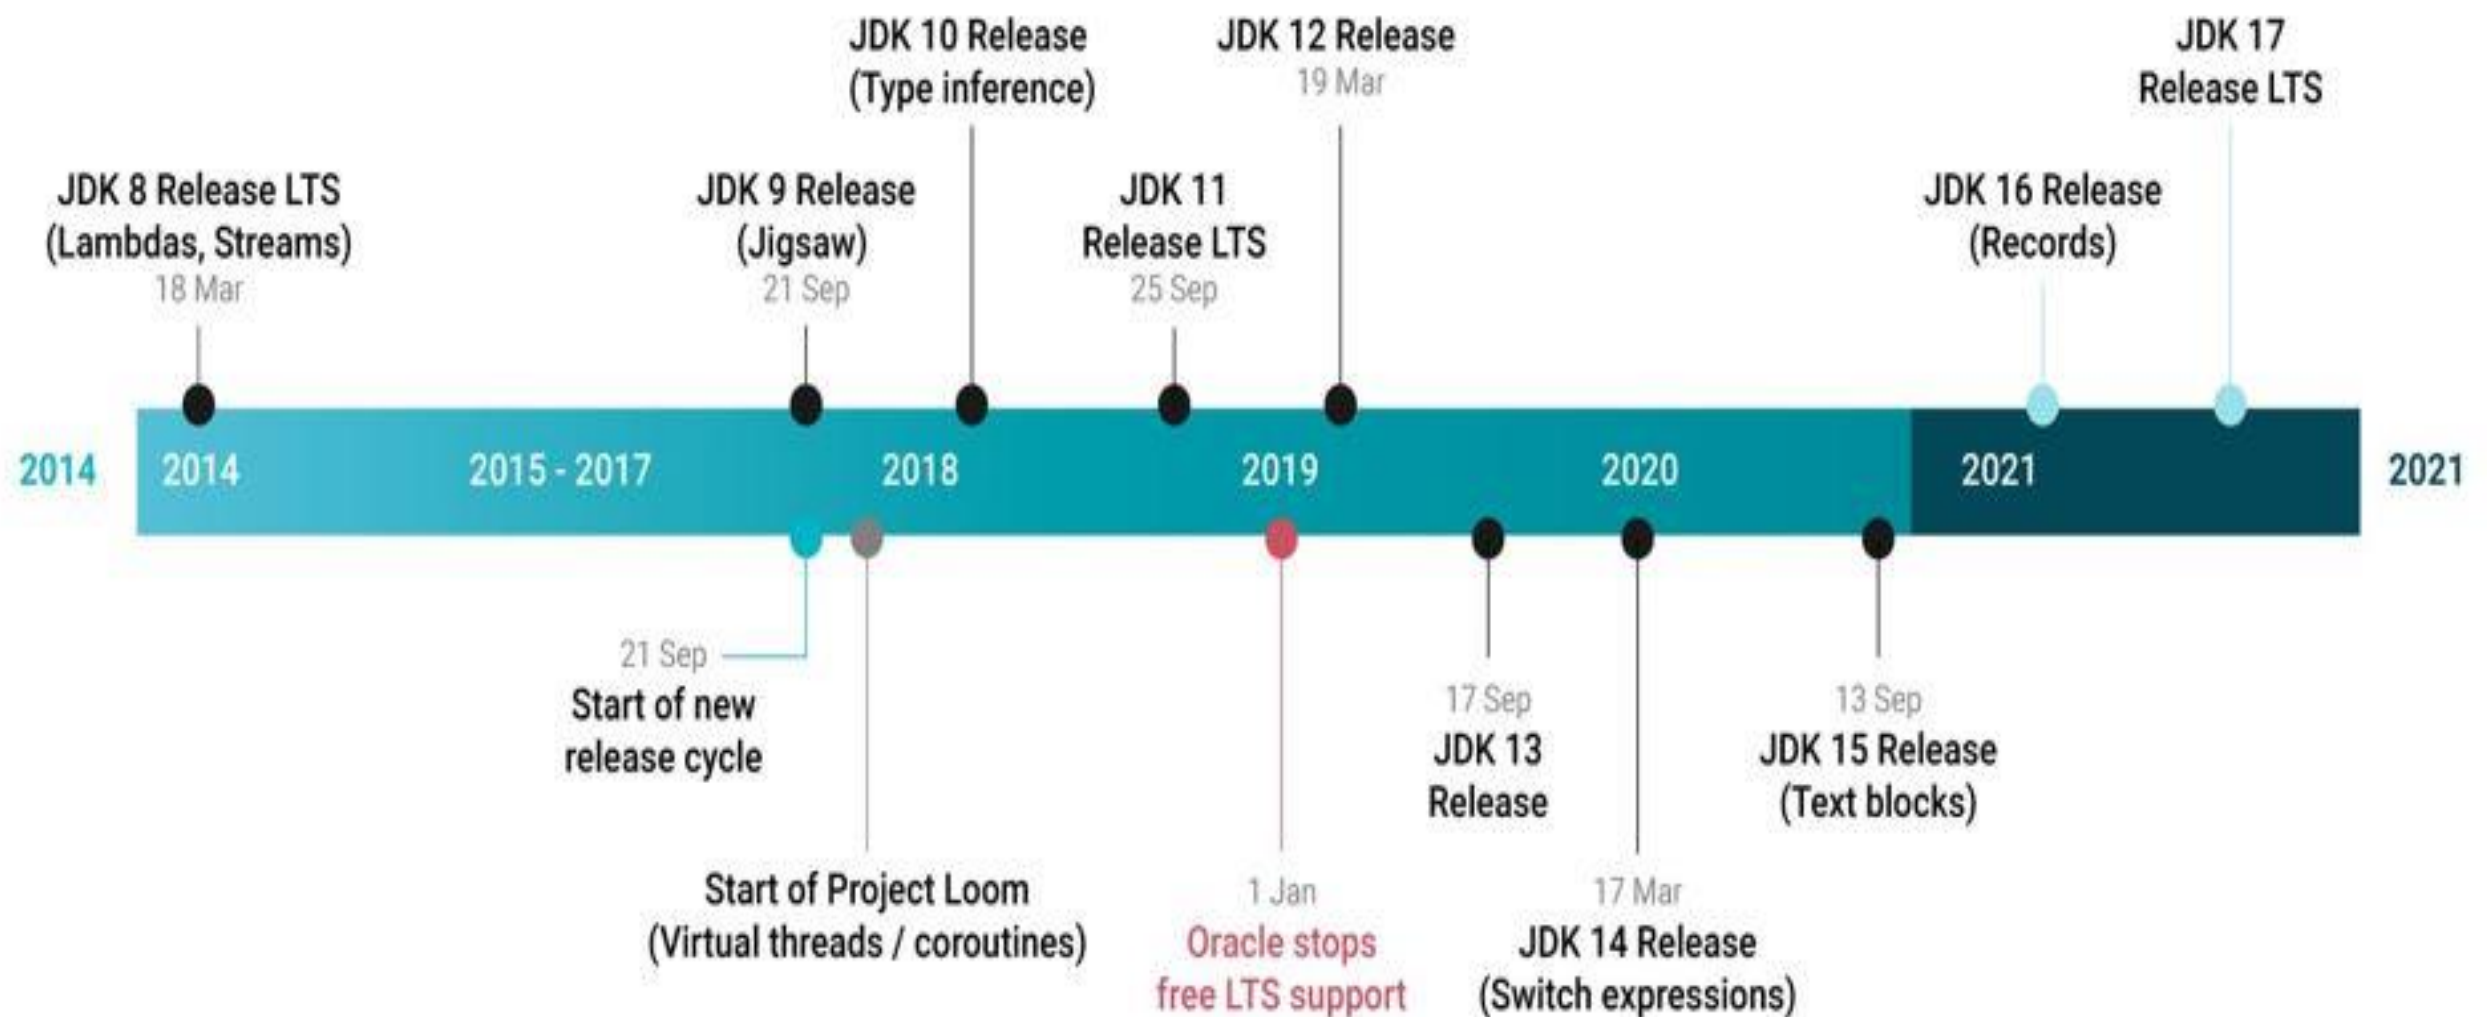 JDK 10 Release
(Type inference)
JDK 12 Release
19 Mar
JDK 17
Release LTS
JDK 8 Release LTS
(Lambdas, Streams)
18 Mar
JDK 9 Release
(Jigsaw)
21 Sep
JDK 11
Release LTS
25 Sep
JDK 16 Release
(Records)
2014
2014
2015 - 2017
2018
2019
2020
2021
2021
21 Sep
Start of new
release cycle
17 Sep
JDK 13
Release
13 Sep
JDK 15 Release
(Text blocks)
Start of Project Loom
(Virtual threads / coroutines)
1 Jan
Oracle stops
free LTS support
17 Mar
JDK 14 Release
(Switch expressions)